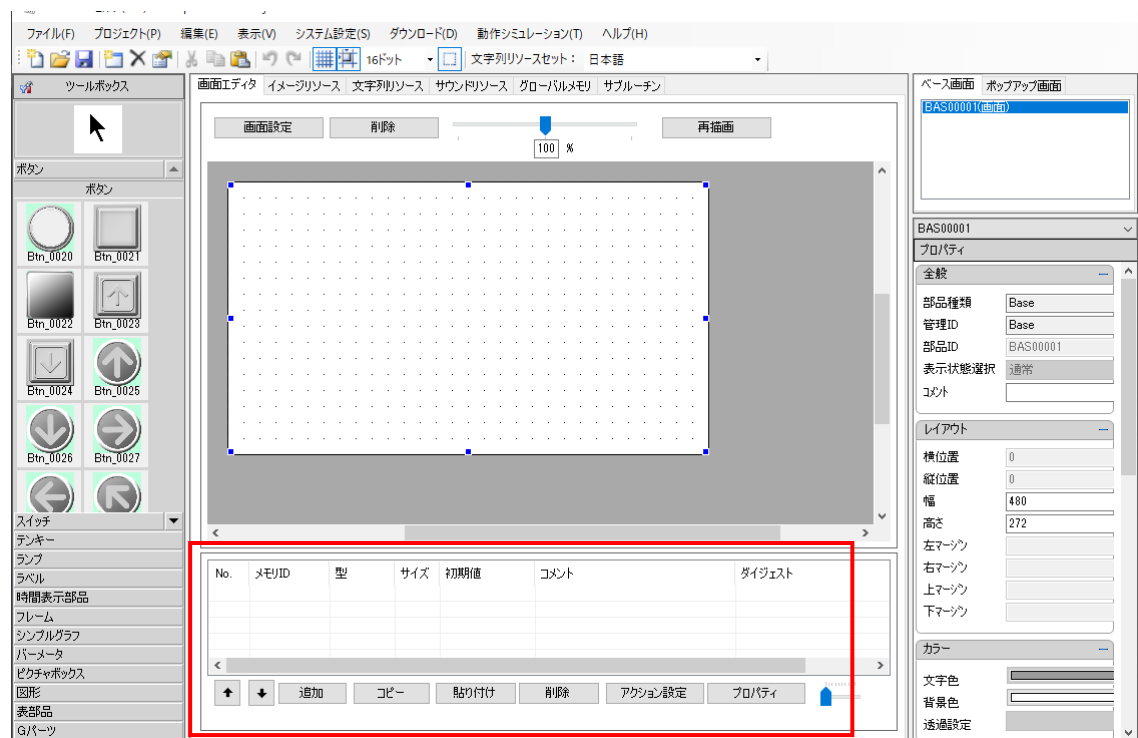 ファイル(F) プロジェクト(P) 編集(E) 表示(V) システム設定(S) ダウンロード(D) 動作シミュレーション(T) ヘルプ(H)
16ドット 文字列リソースセット： 日本語
ツールボックス
ボタン
ボタン
Btn_0020 Btn_0021
Btn_0022 Btn_0023
Btn_0024 Btn_0025
Btn_0026 Btn_0027
スイッチ
テンキー
ランプ
ラベル
時間表示部品
フレーム
シンプルグラフ
バーメータ
ピクチャボックス
図形
表部品
Gパーツ
画面エディタ イメージリソース 文字列リソース サウンドリソース グローバルメモリ サブルーチン
画面設定 削除 再描画
100 %
No. メモリID 型 サイズ 初期値 コメント ダイジェスト
追加 コピー 貼り付け 削除 アクション設定 プロパティ
ベース画面 ポップアップ画面
BAS00001(画面)
BAS00001
プロパティ
全般
部品種類 Base
管理ID Base
部品ID BAS00001
表示状態選択 通常
コメント
レイアウト
横位置 0
縦位置 0
幅 480
高さ 272
左マージン
右マージン
上マージン
下マージン
カラー
文字色
背景色
透過設定